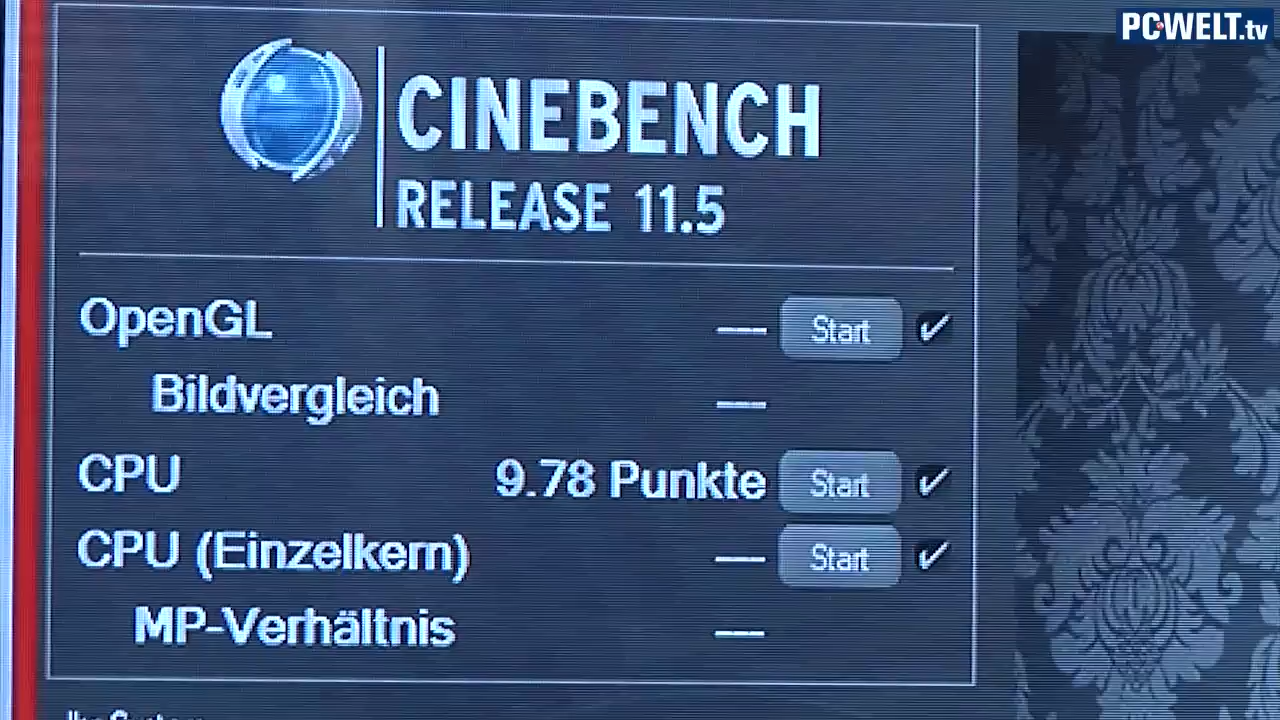 PCWELT.tv
CINEBENCH
RELEASE 11.5
OpenGL — Start ✔
Bildvergleich —
CPU 9.78 Punkte Start ✔
CPU (Einzelkern) — Start ✔
MP-Verhältnis —